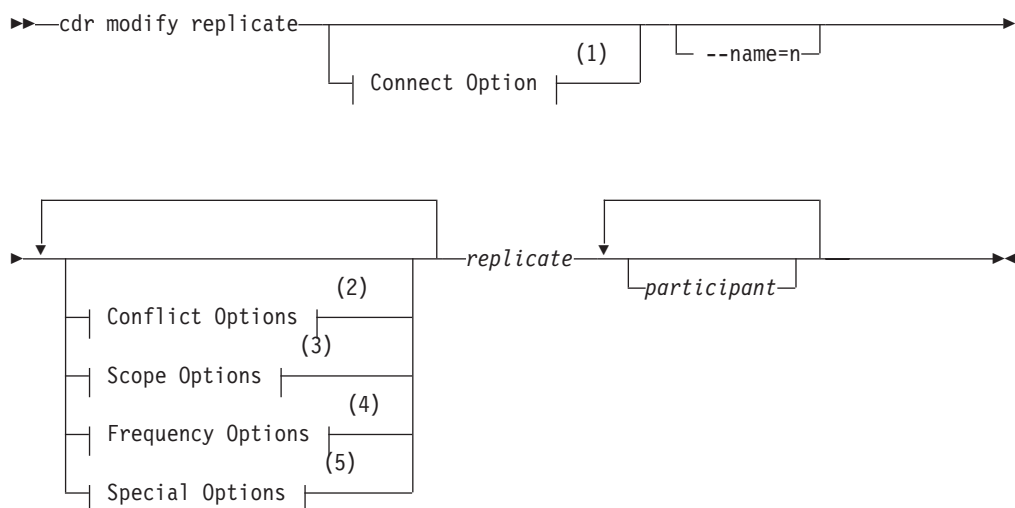 cdr modify replicate
(1)
Connect Option
--name=n
replicate
participant
(2)
Conflict Options
(3)
Scope Options
(4)
Frequency Options
(5)
Special Options